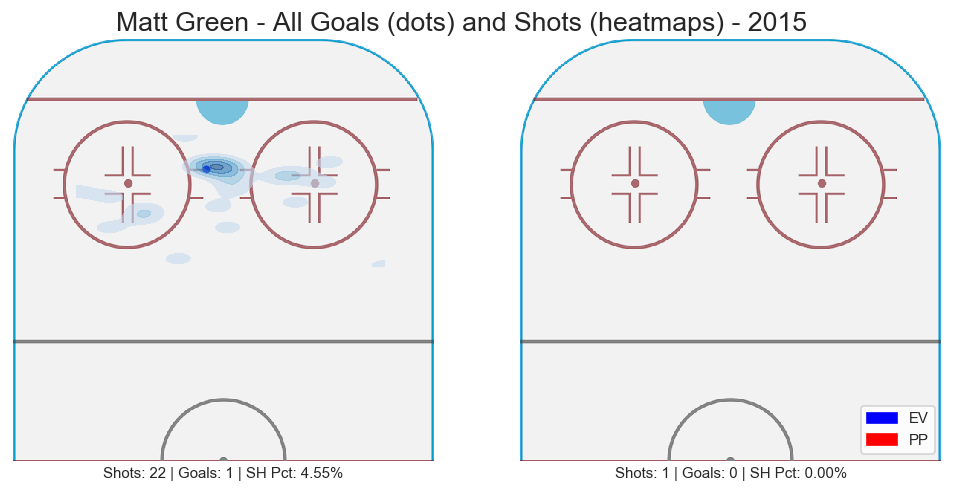 Matt Green - All Goals (dots) and Shots (heatmaps) - 2015
EV
PP
Shots: 22 | Goals: 1 | SH Pct: 4.55%
Shots: 1 | Goals: 0 | SH Pct: 0.00%